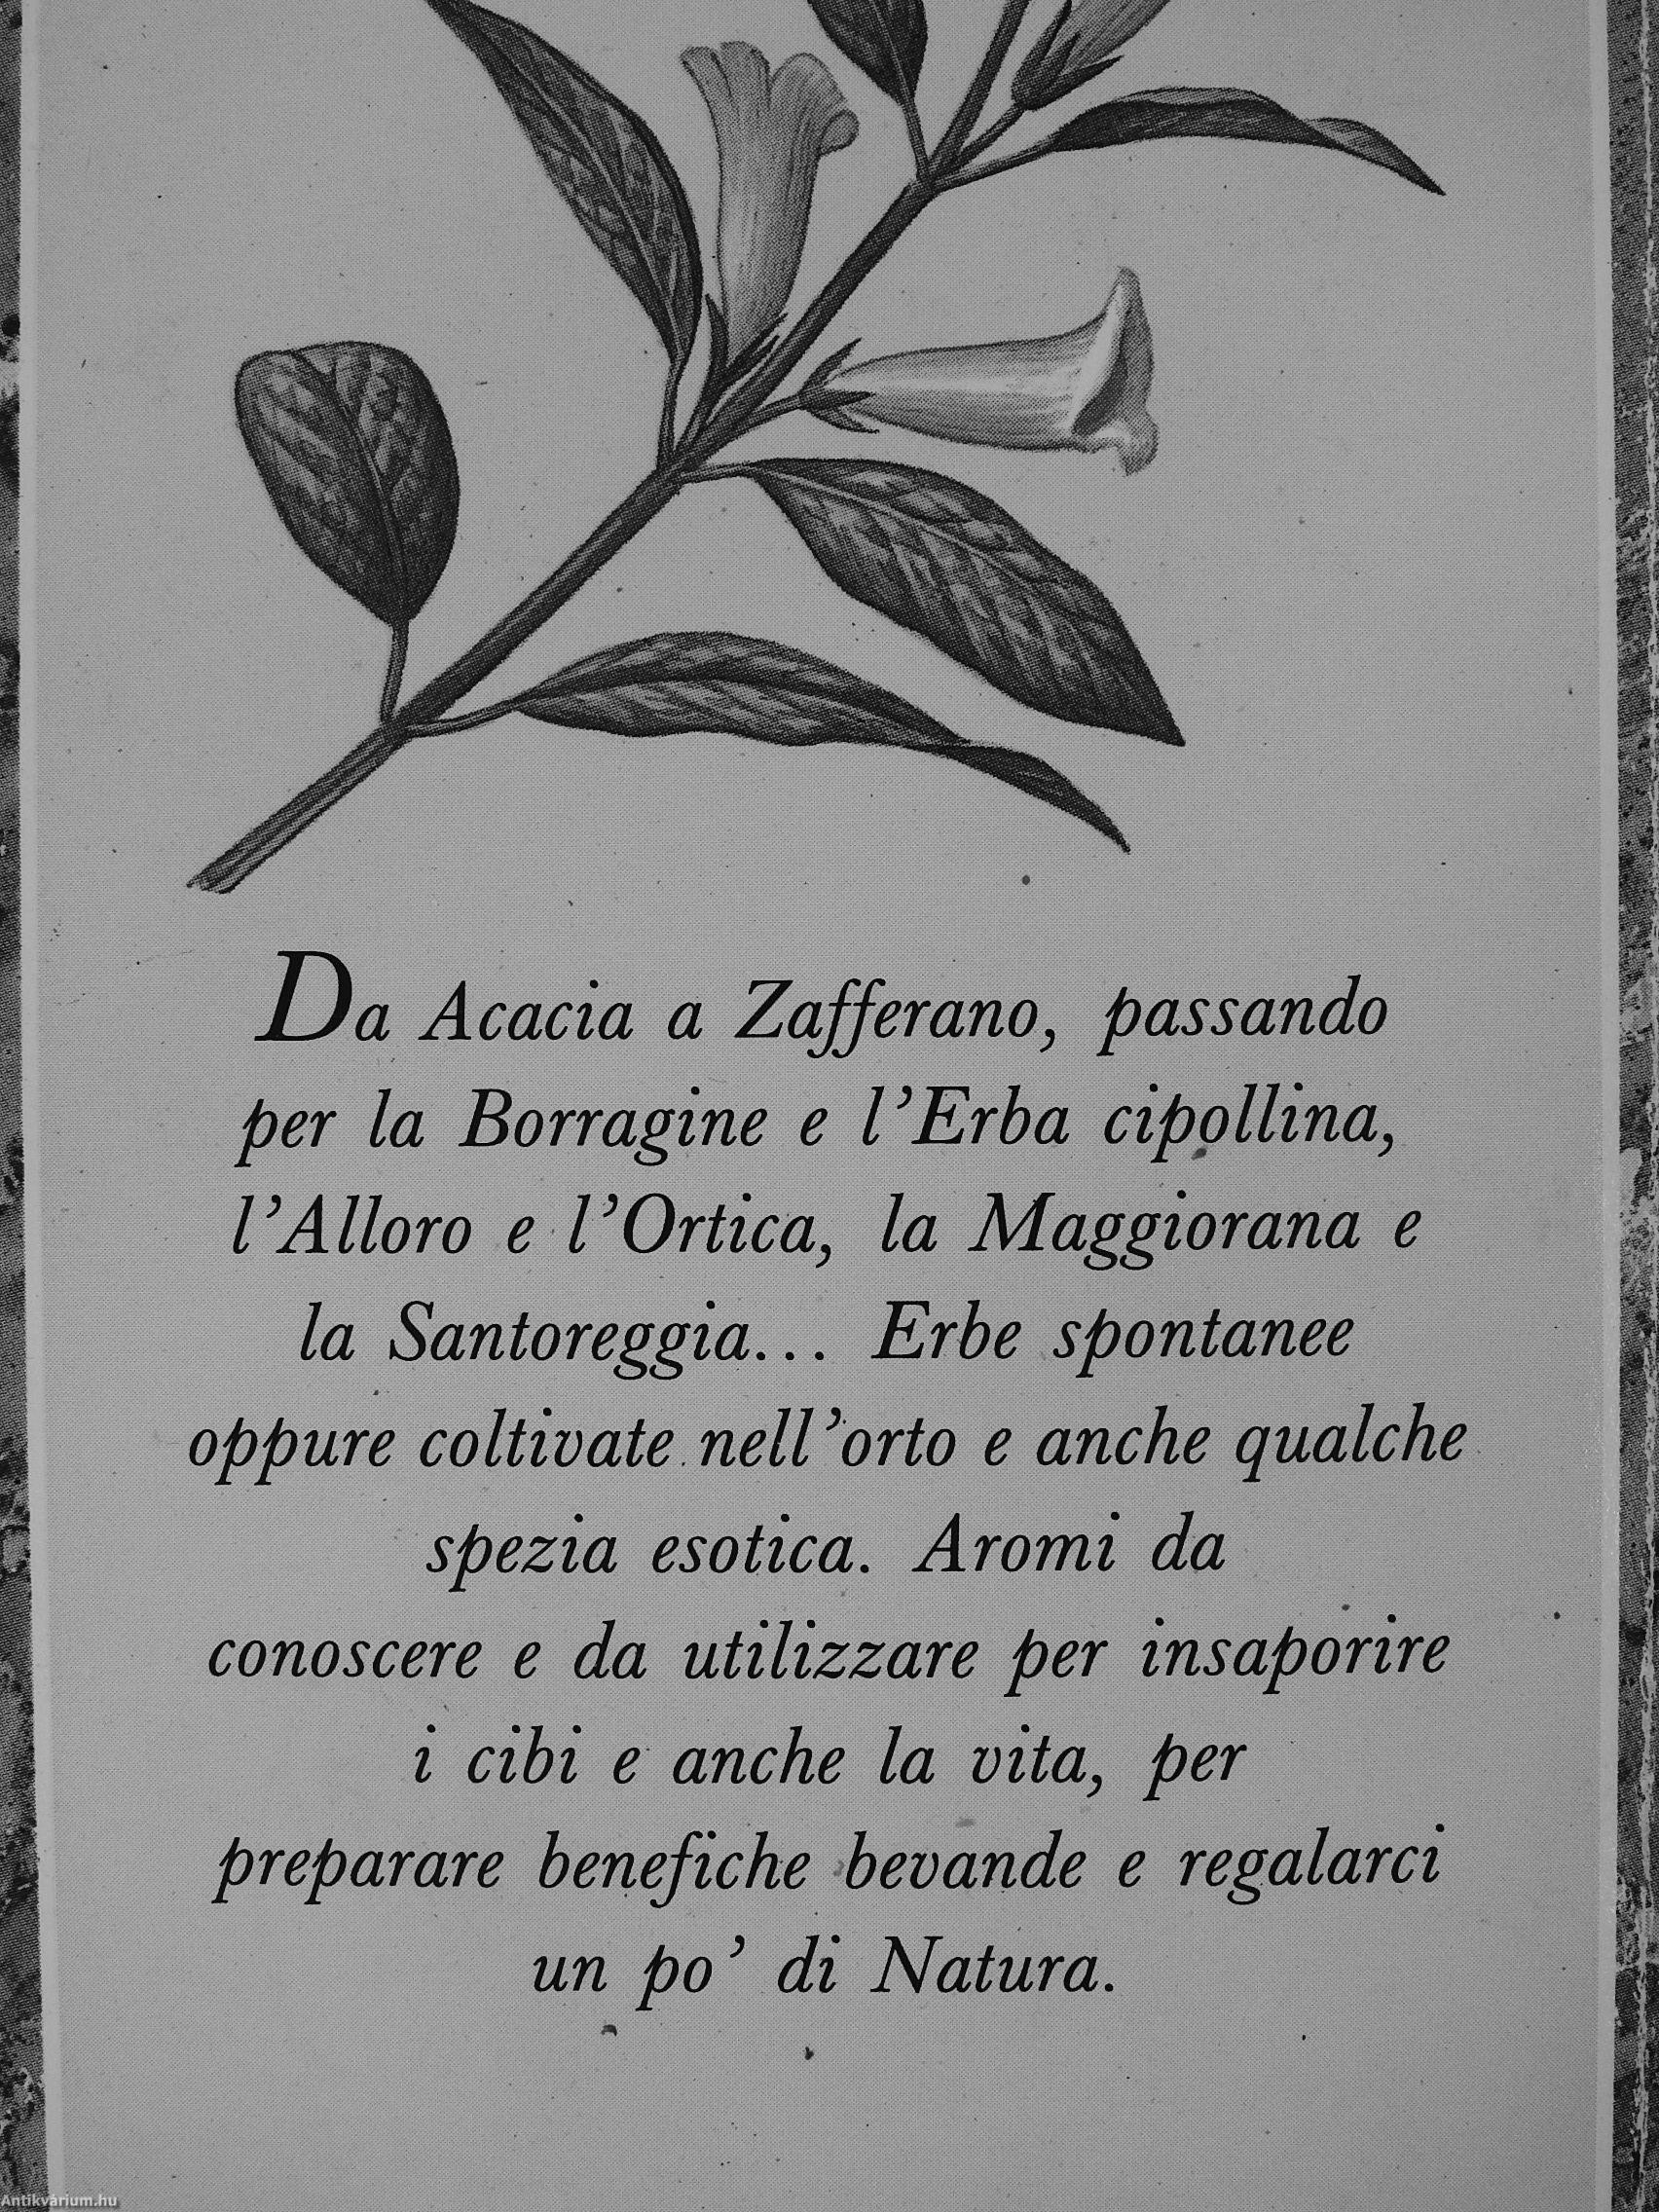 Da Acacia a Zafferano, passando
per la Borragine e l’Erba cipollina,
l’Alloro e l’Ortica, la Maggiorana e
la Santoreggia... Erbe spontanee
oppure coltivate nell’orto e anche qualche
spezia esotica. Aromi da
conoscere e da utilizzare per insaporire
i cibi e anche la vita, per
preparare benefiche bevande e regalarci
un po’ di Natura.
Antikvárium.hu